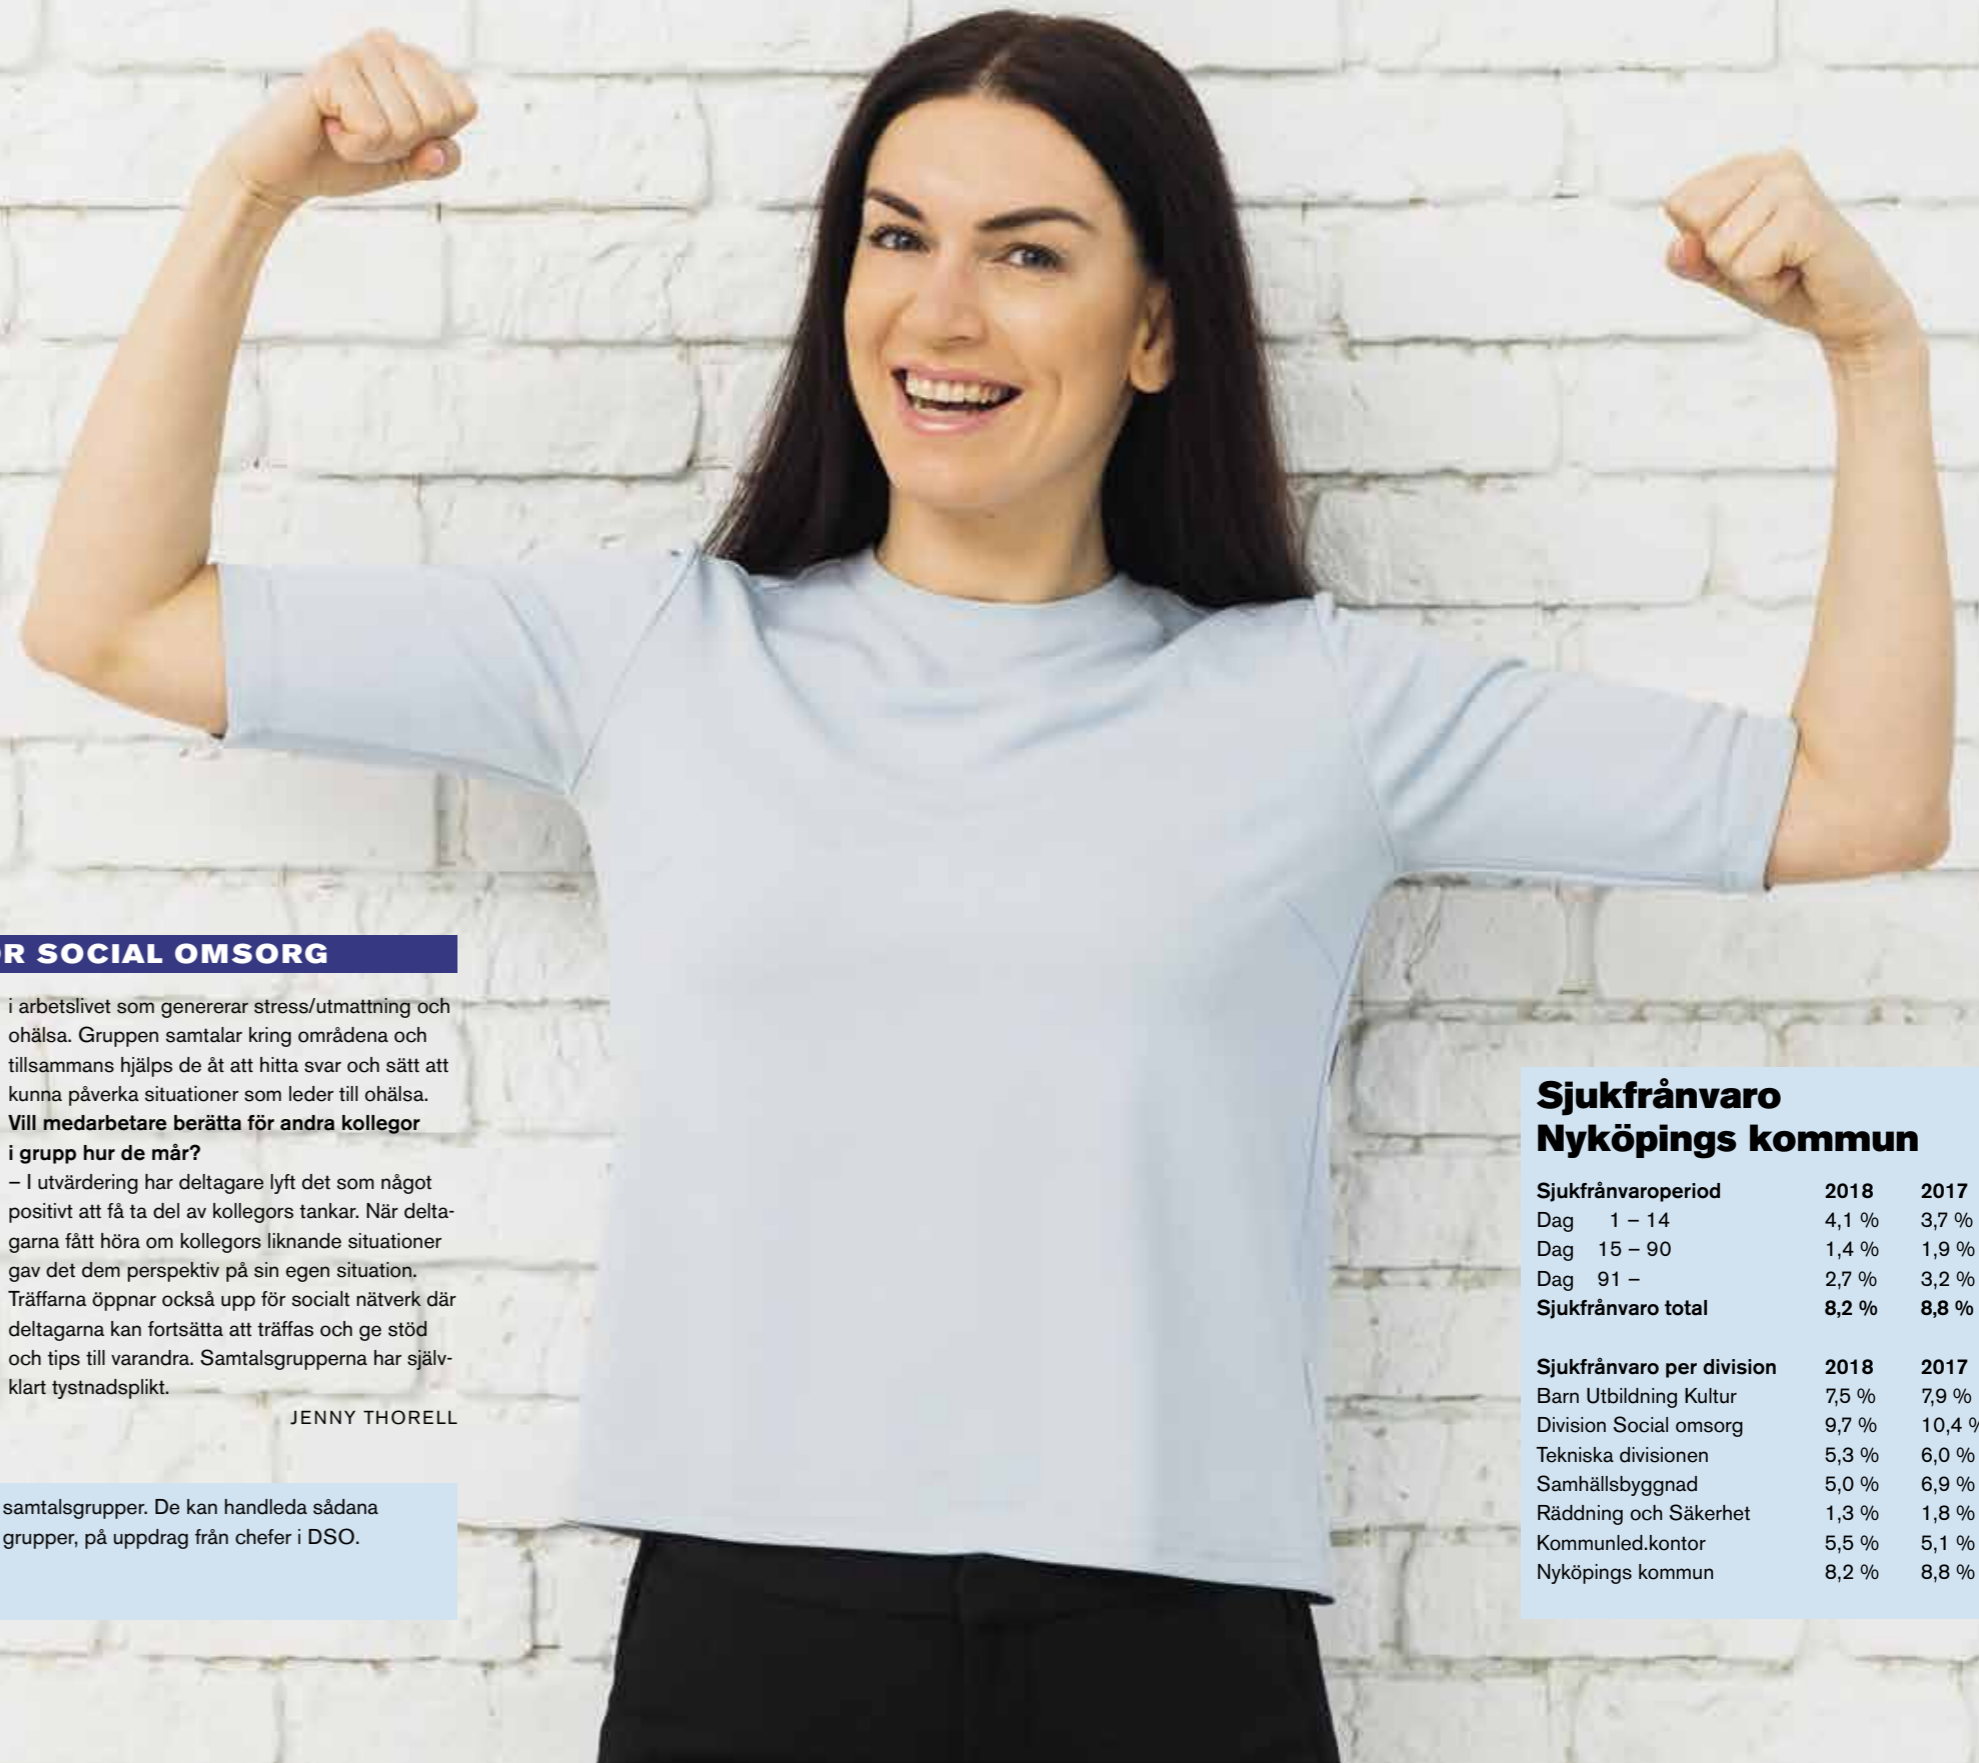 R SOCIAL OMSORG
i arbetslivet som genererar stress/utmattning och
ohälsa. Gruppen samtalar kring områdena och
tillsammans hjälps de åt att hitta svar och sätt att
kunna påverka situationer som leder till ohälsa.
Vill medarbetare berätta för andra kollegor
i grupp hur de mår?
– I utvärdering har deltagare lyft det som något
positivt att få ta del av kollegors tankar. När delta-
garna fått höra om kollegors liknande situationer
gav det dem perspektiv på sin egen situation.
Träffarna öppnar också upp för socialt nätverk där
deltagarna kan fortsätta att träffas och ge stöd
och tips till varandra. Samtalsgrupperna har själv-
klart tystnadsplikt.
JENNY THORELL
samtalsgrupper. De kan handleda sådana
grupper, på uppdrag från chefer i DSO.
Sjukfrånvaro
Nyköpings kommun
Sjukfrånvaroperiod 2018 2017
Dag 1 – 14 4,1 % 3,7 %
Dag 15 – 90 1,4 % 1,9 %
Dag 91 – 2,7 % 3,2 %
Sjukfrånvaro total 8,2 % 8,8 %
Sjukfrånvaro per division 2018 2017
Barn Utbildning Kultur 7,5 % 7,9 %
Division Social omsorg 9,7 % 10,4 %
Tekniska divisionen 5,3 % 6,0 %
Samhällsbyggnad 5,0 % 6,9 %
Räddning och Säkerhet 1,3 % 1,8 %
Kommunled.kontor 5,5 % 5,1 %
Nyköpings kommun 8,2 % 8,8 %